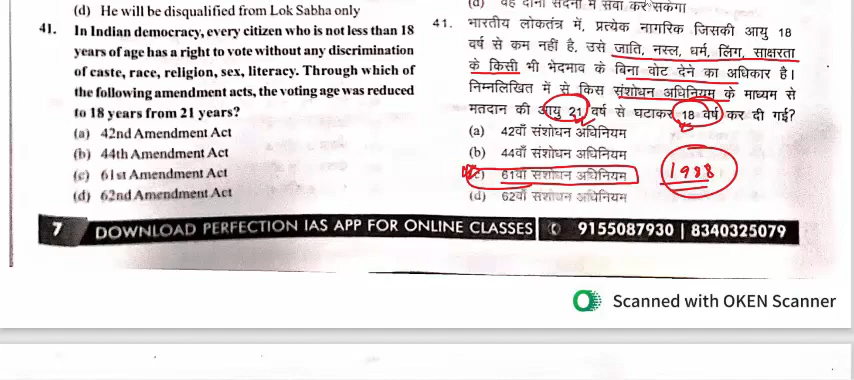 (d) He will be disqualified from Lok Sabha only
41. In Indian democracy, every citizen who is not less than 18
years of age has a right to vote without any discrimination
of caste, race, religion, sex, literacy. Through which of
the following amendment acts, the voting age was reduced
to 18 years from 21 years?
(a) 42nd Amendment Act
(b) 44th Amendment Act
(c) 61st Amendment Act
(d) 62nd Amendment Act
(d) वह दोनों सदनों में सेवा कर सकेगा
41. भारतीय लोकतंत्र में, प्रत्येक नागरिक जिसकी आयु 18
वर्ष से कम नहीं है, उसे जाति, नस्ल, धर्म, लिंग, साक्षरता
के किसी भी भेदभाव के बिना वोट देने का अधिकार है।
निम्नलिखित में से किस संशोधन अधिनियम के माध्यम से
मतदान की आयु 21 वर्ष से घटाकर 18 वर्ष कर दी गई?
(a) 42वाँ संशोधन अधिनियम
(b) 44वाँ संशोधन अधिनियम
(c) 61वाँ संशोधन अधिनियम
1988
(d) 62वाँ संशोधन अधिनियम
7 DOWNLOAD PERFECTION IAS APP FOR ONLINE CLASSES 9155087930 | 8340325079
Scanned with OKEN Scanner